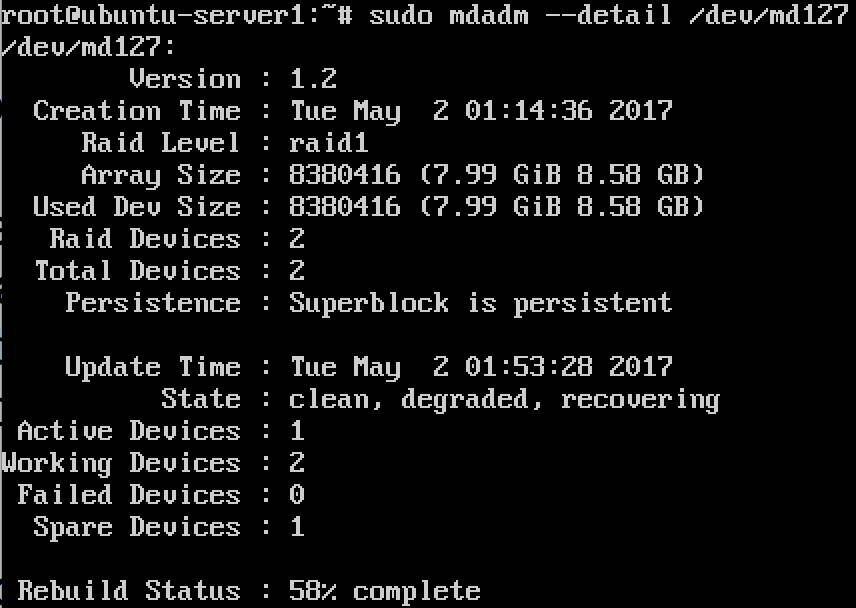 root@ubuntu-server1:~# sudo mdadm --detail /dev/md127
/dev/md127:
Version : 1.2
Creation Time : Tue May  2 01:14:36 2017
Raid Level : raid1
Array Size : 8380416 (7.99 GiB 8.58 GB)
Used Dev Size : 8380416 (7.99 GiB 8.58 GB)
Raid Devices : 2
Total Devices : 2
Persistence : Superblock is persistent
Update Time : Tue May  2 01:53:28 2017
State : clean, degraded, recovering
Active Devices : 1
Working Devices : 2
Failed Devices : 0
Spare Devices : 1
Rebuild Status : 58% complete